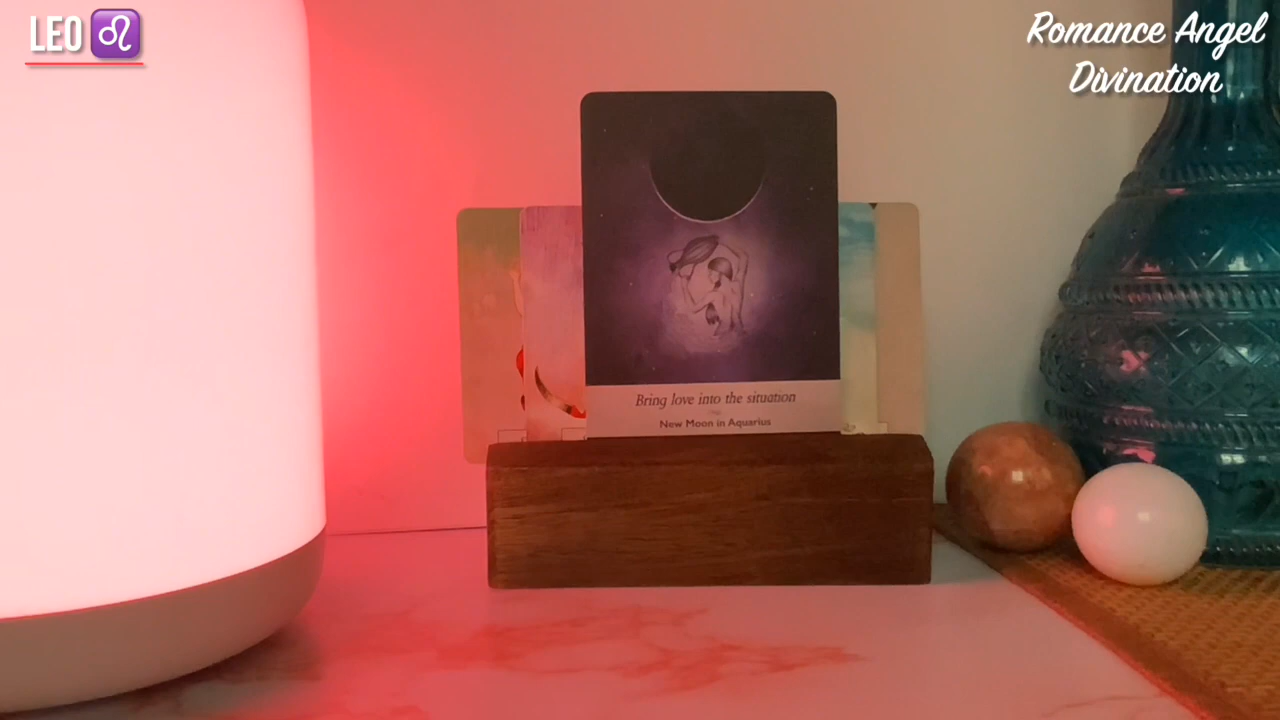 LEO ♌
Romance Angel
Divination
Bring love into the situation
New Moon in Aquarius